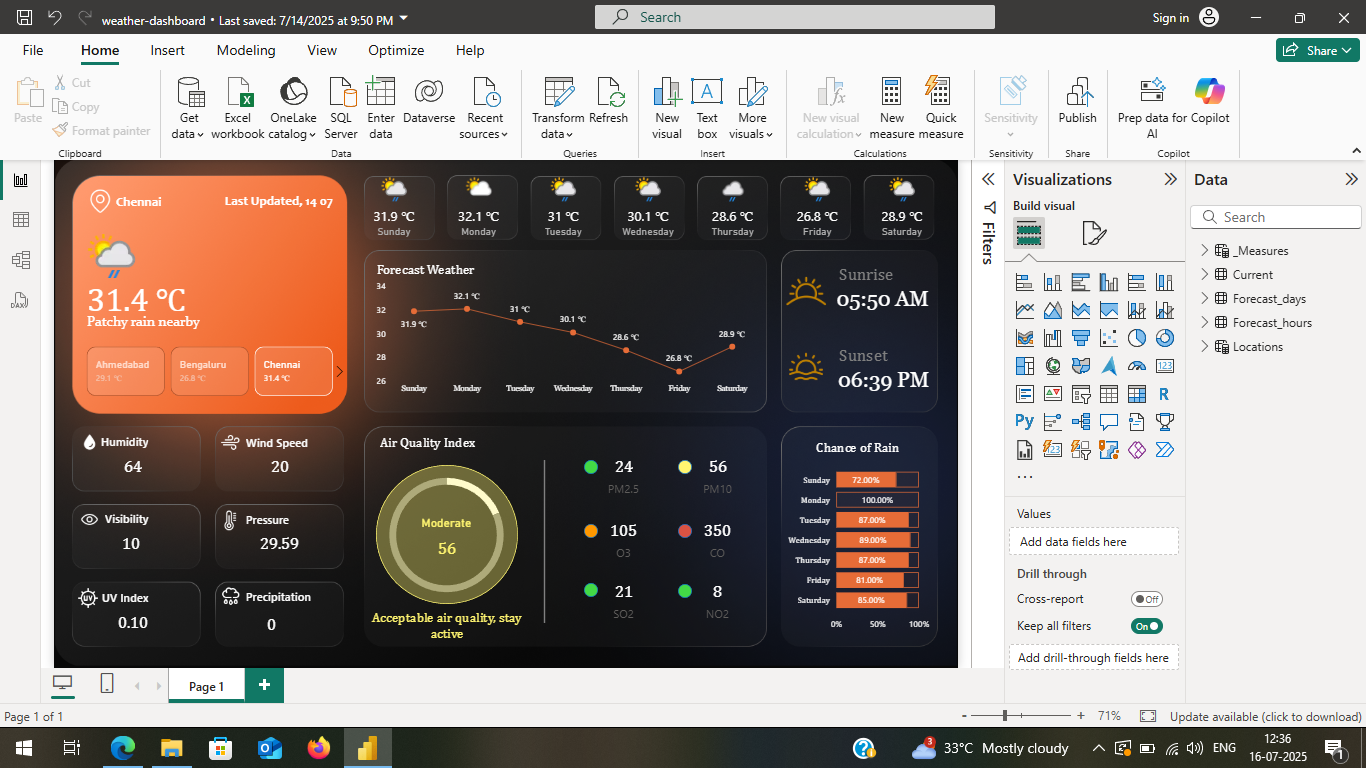 weather-dashboard • Last saved: 7/14/2025 at 9:50 PM
Search
Sign in
File
Home
Insert
Modeling
View
Optimize
Help
Share
Paste
Cut
Copy
Format painter
Get data
Excel workbook
OneLake catalog
SQL Server
Enter data
Dataverse
Recent sources
Transform data
Refresh
New visual
Text box
More visuals
New visual calculation
New measure
Quick measure
Sensitivity
Publish
Prep data for AI
Copilot
Clipboard
Data
Queries
Insert
Calculations
Sensitivity
Share
Copilot
Chennai
Last Updated, 14 07
31.4 °C
Patchy rain nearby
Ahmedabad
29.1 °C
Bengaluru
26.8 °C
Chennai
31.4 °C
31.9 °C
Sunday
32.1 °C
Monday
31 °C
Tuesday
30.1 °C
Wednesday
28.6 °C
Thursday
26.8 °C
Friday
28.9 °C
Saturday
Forecast Weather
34
32
30
28
26
31.9 °C
32.1 °C
31 °C
30.1 °C
28.6 °C
26.8 °C
28.9 °C
Sunday
Monday
Tuesday
Wednesday
Thursday
Friday
Saturday
Sunrise
05:50 AM
Sunset
06:39 PM
Humidity
64
Wind Speed
20
Visibility
10
Pressure
29.59
UV
UV Index
0.10
Precipitation
0
Air Quality Index
Moderate
56
Acceptable air quality, stay
active
24
PM2.5
56
PM10
105
O3
350
CO
21
SO2
8
NO2
Chance of Rain
Sunday 72.00%
Monday 100.00%
Tuesday 87.00%
Wednesday 89.00%
Thursday 87.00%
Friday 81.00%
Saturday 85.00%
0% 50% 100%
Filters
Visualizations
Build visual
123
R
Py
123
...
Values
Add data fields here
Drill through
Cross-report
Off
Keep all filters
On
Add drill-through fields here
Data
Search
_Measures
Current
Forecast_days
Forecast_hours
Locations
DAX
Page 1
+
Page 1 of 1
- + 71%
Update available (click to download)
3
33°C Mostly cloudy
ENG
12:36
16-07-2025
1